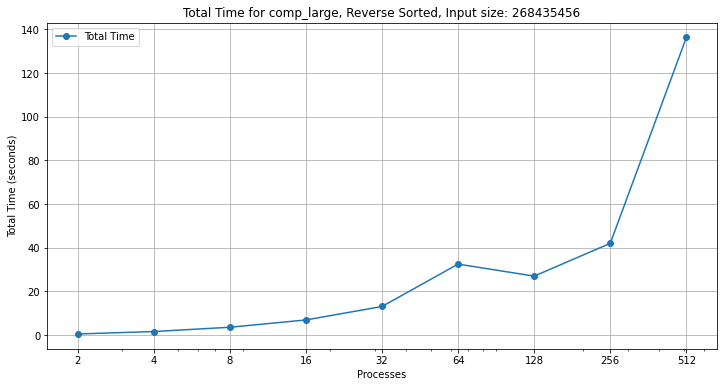 Total Time for comp_large, Reverse Sorted, Input size: 268435456
Total Time
Total Time (seconds)
140
120
100
80
60
40
20
0
2 4 8 16 32 64 128 256 512
Processes